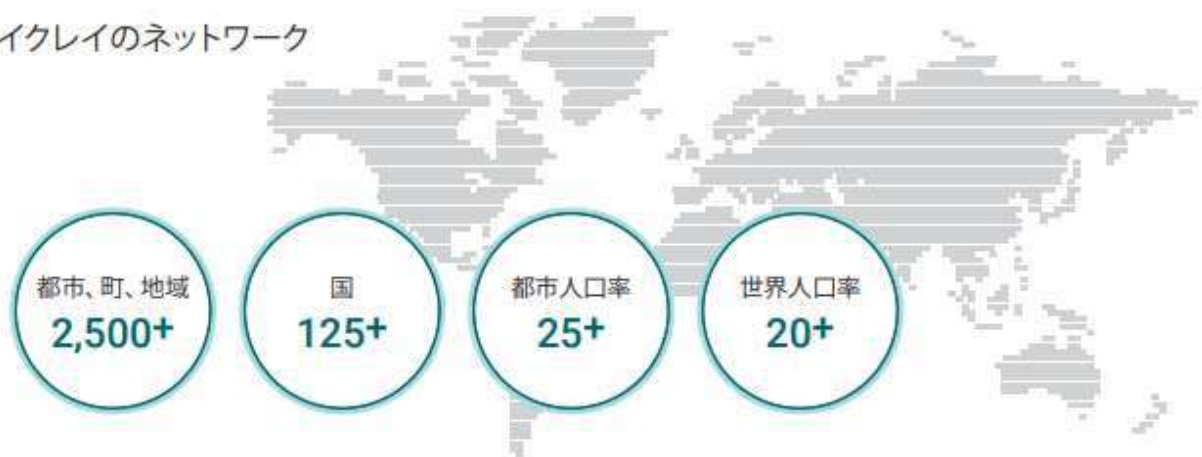 イクレイのネットワーク
都市、町、地域
2,500+
国
125+
都市人口率
25+
世界人口率
20+